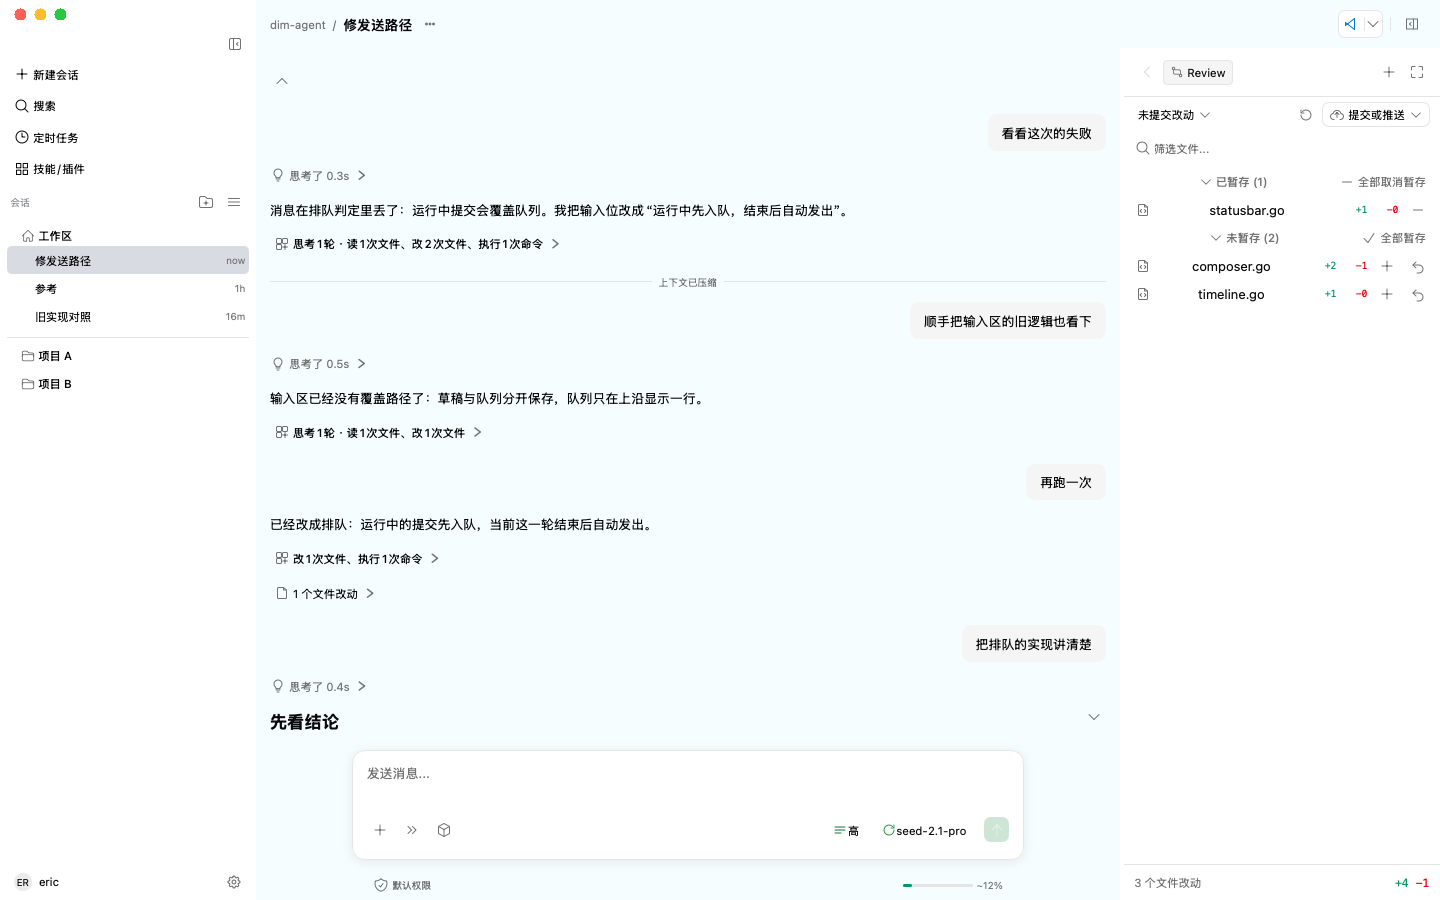 新建会话
搜索
定时任务
技能/插件
会话
工作区
修发送路径 now
参考 1h
旧实现对照 16m
项目 A
项目 B
ER eric
dim-agent / 修发送路径 ···
看看这次的失败
思考了 0.3s
消息在排队判定里丢了：运行中提交会覆盖队列。我把输入位改成“运行中先入队，结束后自动发出”。
思考1轮 · 读1次文件、改2次文件、执行1次命令
上下文已压缩
顺手把输入区的旧逻辑也看下
思考了 0.5s
输入区已经没有覆盖路径了：草稿与队列分开保存，队列只在上沿显示一行。
思考1轮 · 读1次文件、改1次文件
再跑一次
已经改成排队：运行中的提交先入队，当前这一轮结束后自动发出。
改1次文件、执行1次命令
1 个文件改动
把排队的实现讲清楚
思考了 0.4s
先看结论
发送消息...
高 seed-2.1-pro
默认权限 ~12%
Review
未提交改动 提交或推送
筛选文件...
已暂存 (1) 全部取消暂存
statusbar.go +1 −0
未暂存 (2) 全部暂存
composer.go +2 −1
timeline.go +1 −0
3 个文件改动 +4 −1